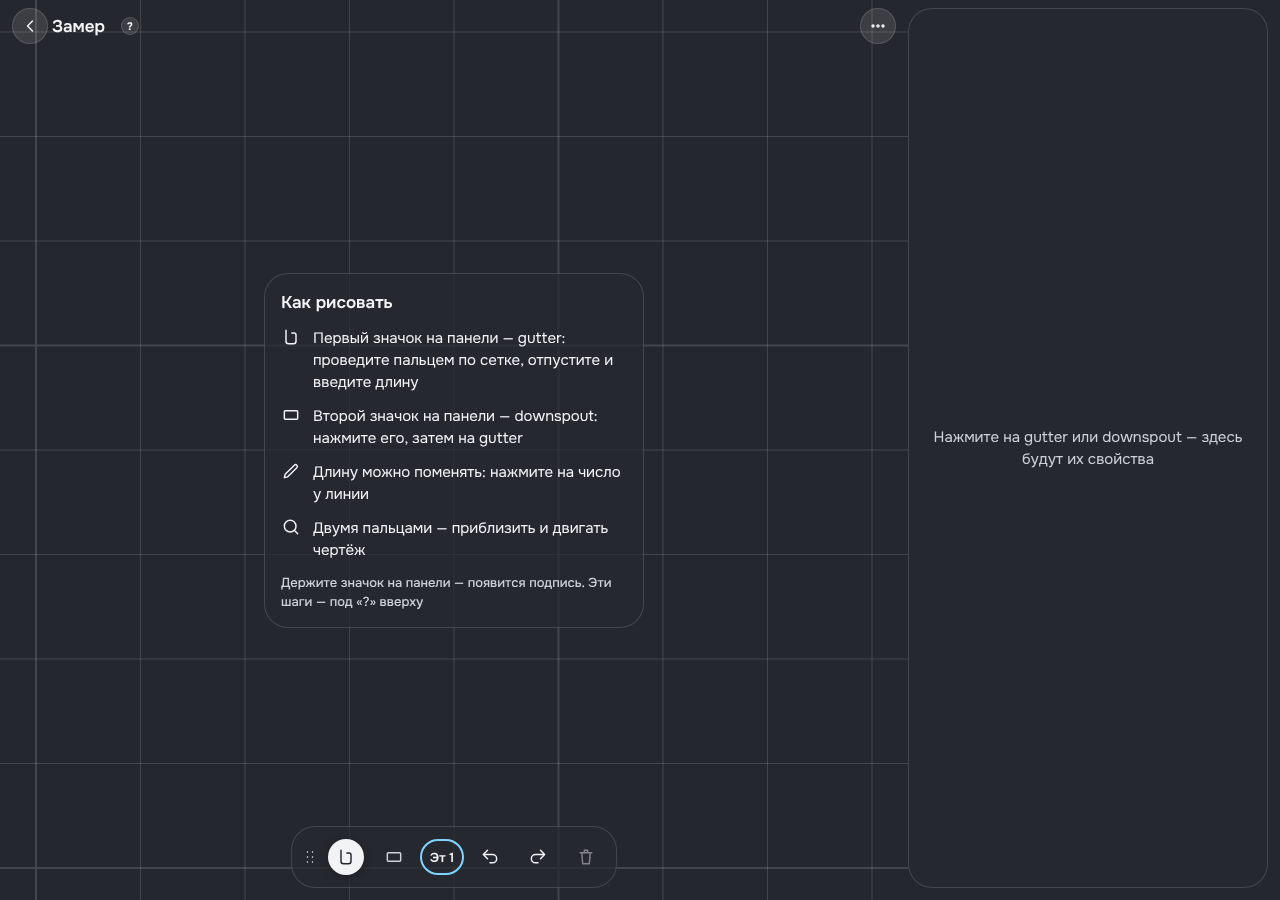 Замер
?
Как рисовать
Первый значок на панели — gutter:
проведите пальцем по сетке, отпустите и
введите длину
Второй значок на панели — downspout:
нажмите его, затем на gutter
Длину можно поменять: нажмите на число
у линии
Двумя пальцами — приблизить и двигать
чертёж
Держите значок на панели — появится подпись. Эти
шаги — под «?» вверху
Нажмите на gutter или downspout — здесь
будут их свойства
Эт 1